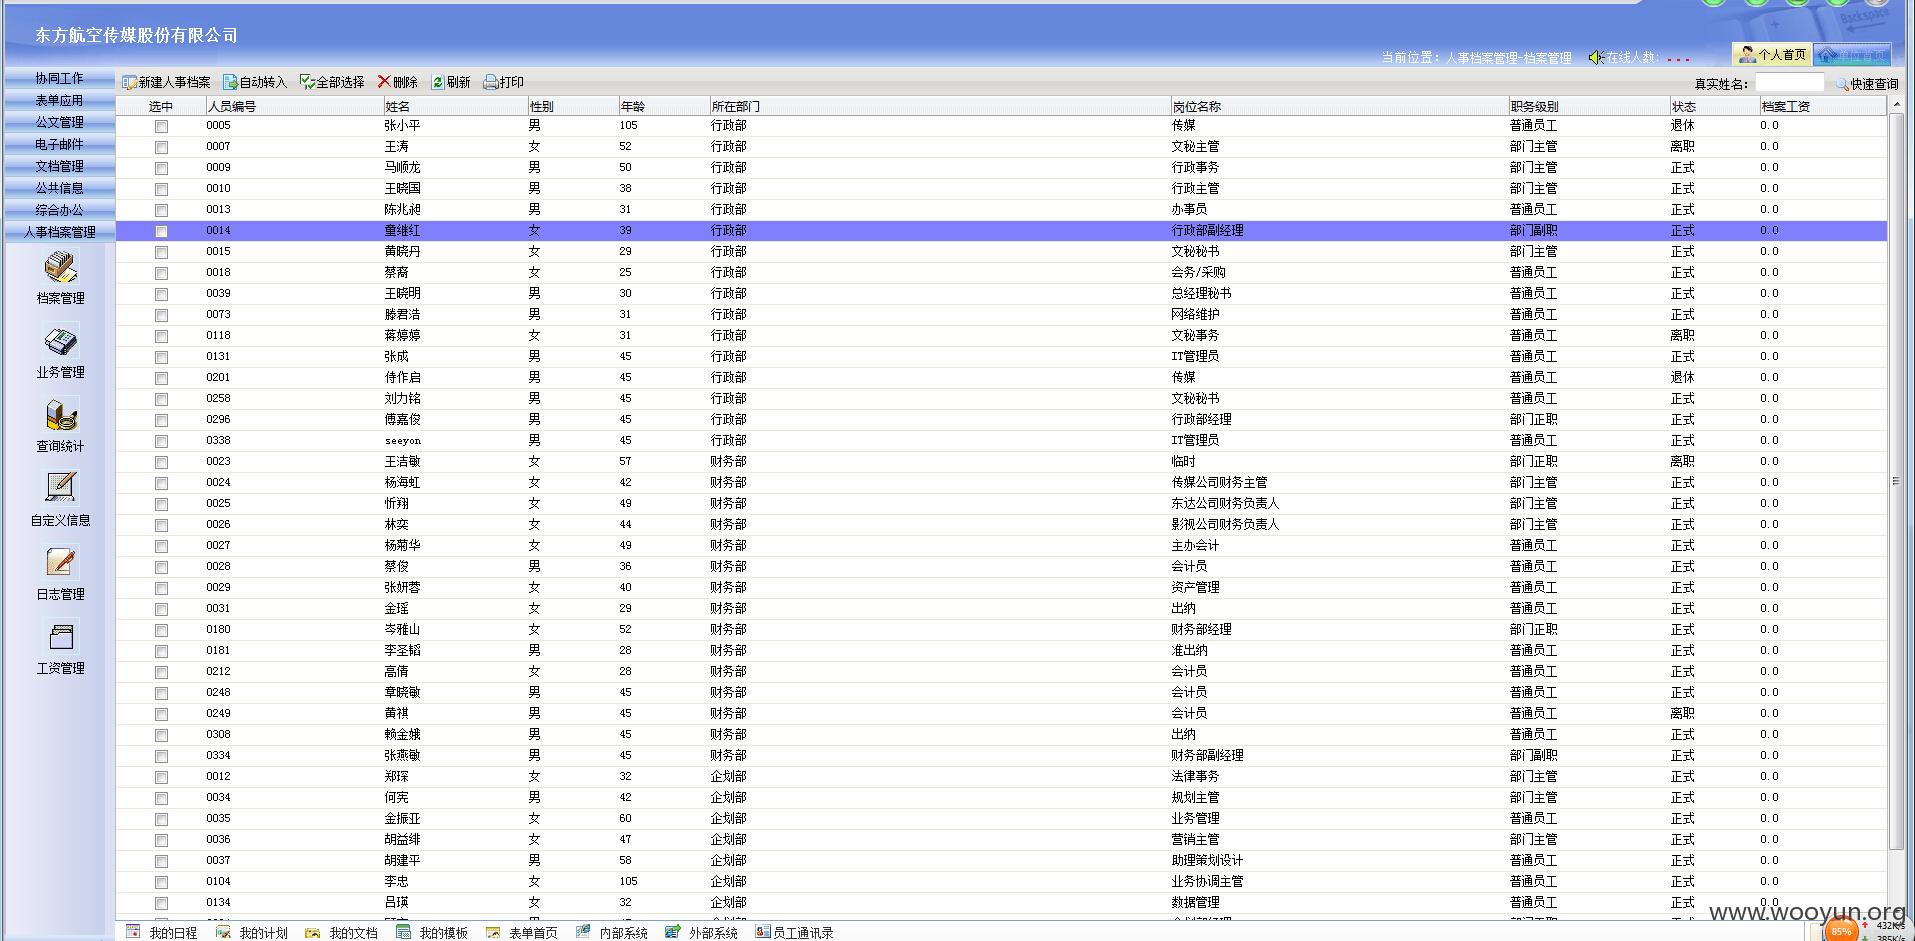 东方航空传媒股份有限公司
当前位置：人事档案管理-档案管理 在线人数: 个人首页
协同工作
表单应用
公文管理
电子邮件
文档管理
公共信息
综合办公
人事档案管理
档案管理
业务管理
查询统计
自定义信息
日志管理
工资管理
新建人事档案 自动转入 全部选择 删除 刷新 打印 真实姓名： 快速查询
选中 人员编号 姓名 性别 年龄 所在部门 岗位名称 职务级别 状态 档案工资
0005 张小平 男 105 行政部 传媒 普通员工 退休 0.0
0007 王涛 女 52 行政部 文秘主管 部门主管 离职 0.0
0009 马顺龙 男 50 行政部 行政事务 部门主管 正式 0.0
0010 王晓国 男 38 行政部 行政主管 部门主管 正式 0.0
0013 陈兆昶 男 31 行政部 办事员 普通员工 正式 0.0
0014 童继红 女 39 行政部 行政部副经理 部门副职 正式 0.0
0015 黄晓丹 女 29 行政部 文秘秘书 部门主管 正式 0.0
0018 蔡裔 女 25 行政部 会务/采购 普通员工 正式 0.0
0039 王晓明 男 30 行政部 总经理秘书 普通员工 正式 0.0
0073 滕君浩 男 31 行政部 网络维护 普通员工 正式 0.0
0118 蒋婷婷 女 31 行政部 文秘事务 普通员工 离职 0.0
0131 张成 男 45 行政部 IT管理员 普通员工 正式 0.0
0201 侍作启 男 45 行政部 传媒 普通员工 退休 0.0
0258 刘力铭 男 45 行政部 文秘秘书 普通员工 正式 0.0
0296 傅嘉俊 男 45 行政部 行政部经理 部门正职 正式 0.0
0338 seeyon 男 45 行政部 IT管理员 普通员工 正式 0.0
0023 王洁敏 女 57 财务部 临时 部门正职 离职 0.0
0024 杨海虹 女 42 财务部 传媒公司财务主管 部门主管 正式 0.0
0025 忻翔 女 49 财务部 东达公司财务负责人 部门主管 正式 0.0
0026 林奕 女 44 财务部 影视公司财务负责人 部门主管 正式 0.0
0027 杨菊华 女 49 财务部 主办会计 普通员工 正式 0.0
0028 蔡俊 男 36 财务部 会计员 普通员工 正式 0.0
0029 张妍蓉 女 40 财务部 资产管理 普通员工 正式 0.0
0031 金瑶 女 29 财务部 出纳 普通员工 正式 0.0
0180 岑雅山 女 52 财务部 财务部经理 部门正职 正式 0.0
0181 李圣韬 男 28 财务部 准出纳 普通员工 正式 0.0
0212 高倩 女 28 财务部 会计员 普通员工 正式 0.0
0248 章晓敏 男 45 财务部 会计员 普通员工 正式 0.0
0249 黄祺 男 45 财务部 会计员 普通员工 离职 0.0
0308 赖金娥 男 45 财务部 出纳 普通员工 正式 0.0
0334 张燕敏 男 45 财务部 财务部副经理 部门副职 正式 0.0
0012 郑琛 女 32 企划部 法律事务 部门主管 正式 0.0
0034 何宪 男 42 企划部 规划主管 部门主管 正式 0.0
0035 金振亚 女 60 企划部 业务管理 普通员工 正式 0.0
0036 胡益绯 女 47 企划部 营销主管 部门主管 正式 0.0
0037 胡建平 男 58 企划部 助理策划设计 普通员工 正式 0.0
0104 李忠 女 105 企划部 业务协调主管 普通员工 正式 0.0
0134 吕瑛 女 32 企划部 数据管理 普通员工 正式 0.0
我的日程 我的计划 我的文档 我的模板 表单首页 内部系统 外部系统 员工通讯录
www.wooyun.org
85% 432K/s
385K/s